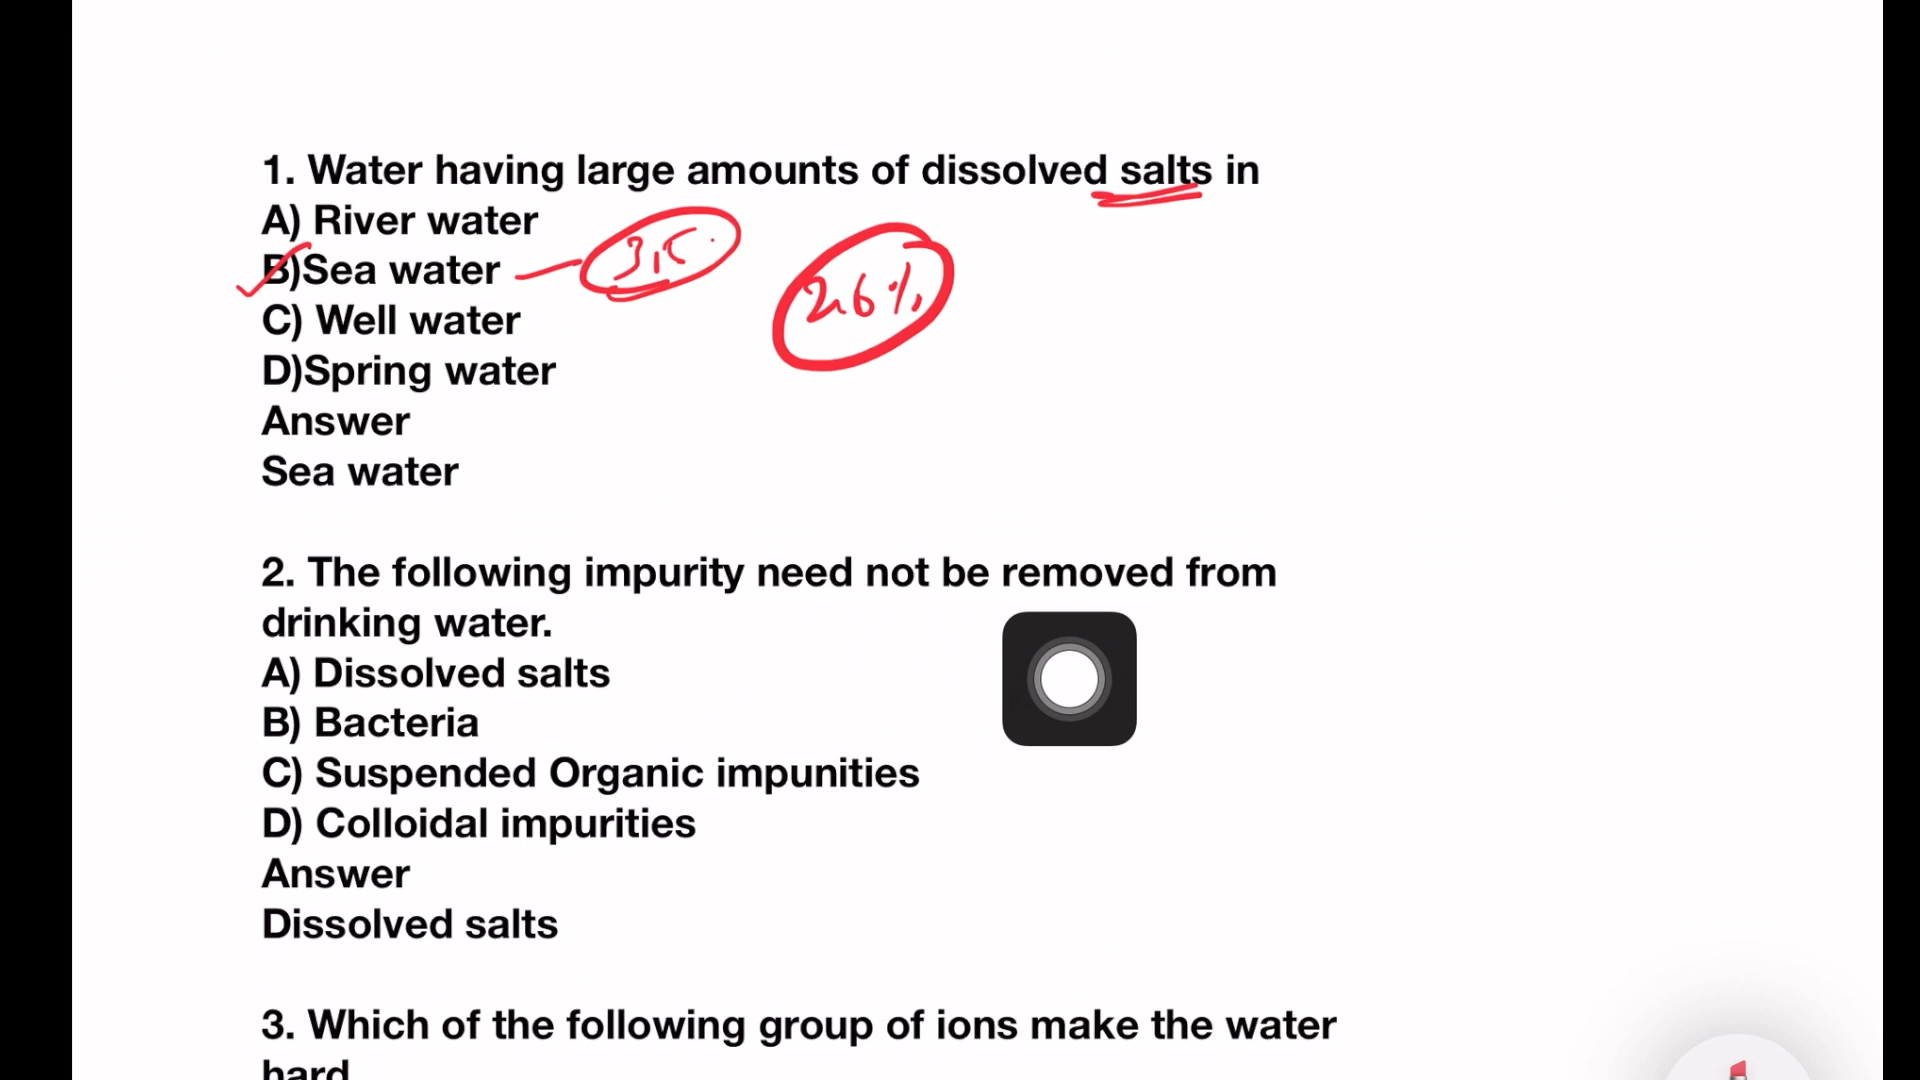 1. Water having large amounts of dissolved salts in
A) River water
B)Sea water
3.5
2.6%
C) Well water
D)Spring water
Answer
Sea water
2. The following impurity need not be removed from
drinking water.
A) Dissolved salts
B) Bacteria
C) Suspended Organic impunities
D) Colloidal impurities
Answer
Dissolved salts
3. Which of the following group of ions make the water
hard